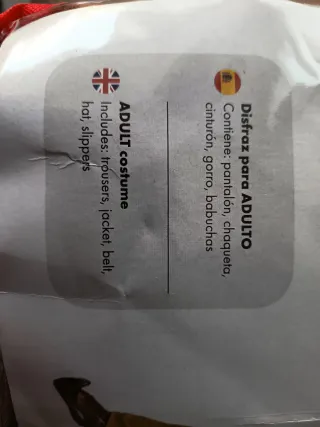 Disfraz para ADULTO
Contiene: pantalón, chaqueta,
cinturón, gorro, babuchas
ADULT costume
Includes: trousers, jacket, belt,
hat, slippers